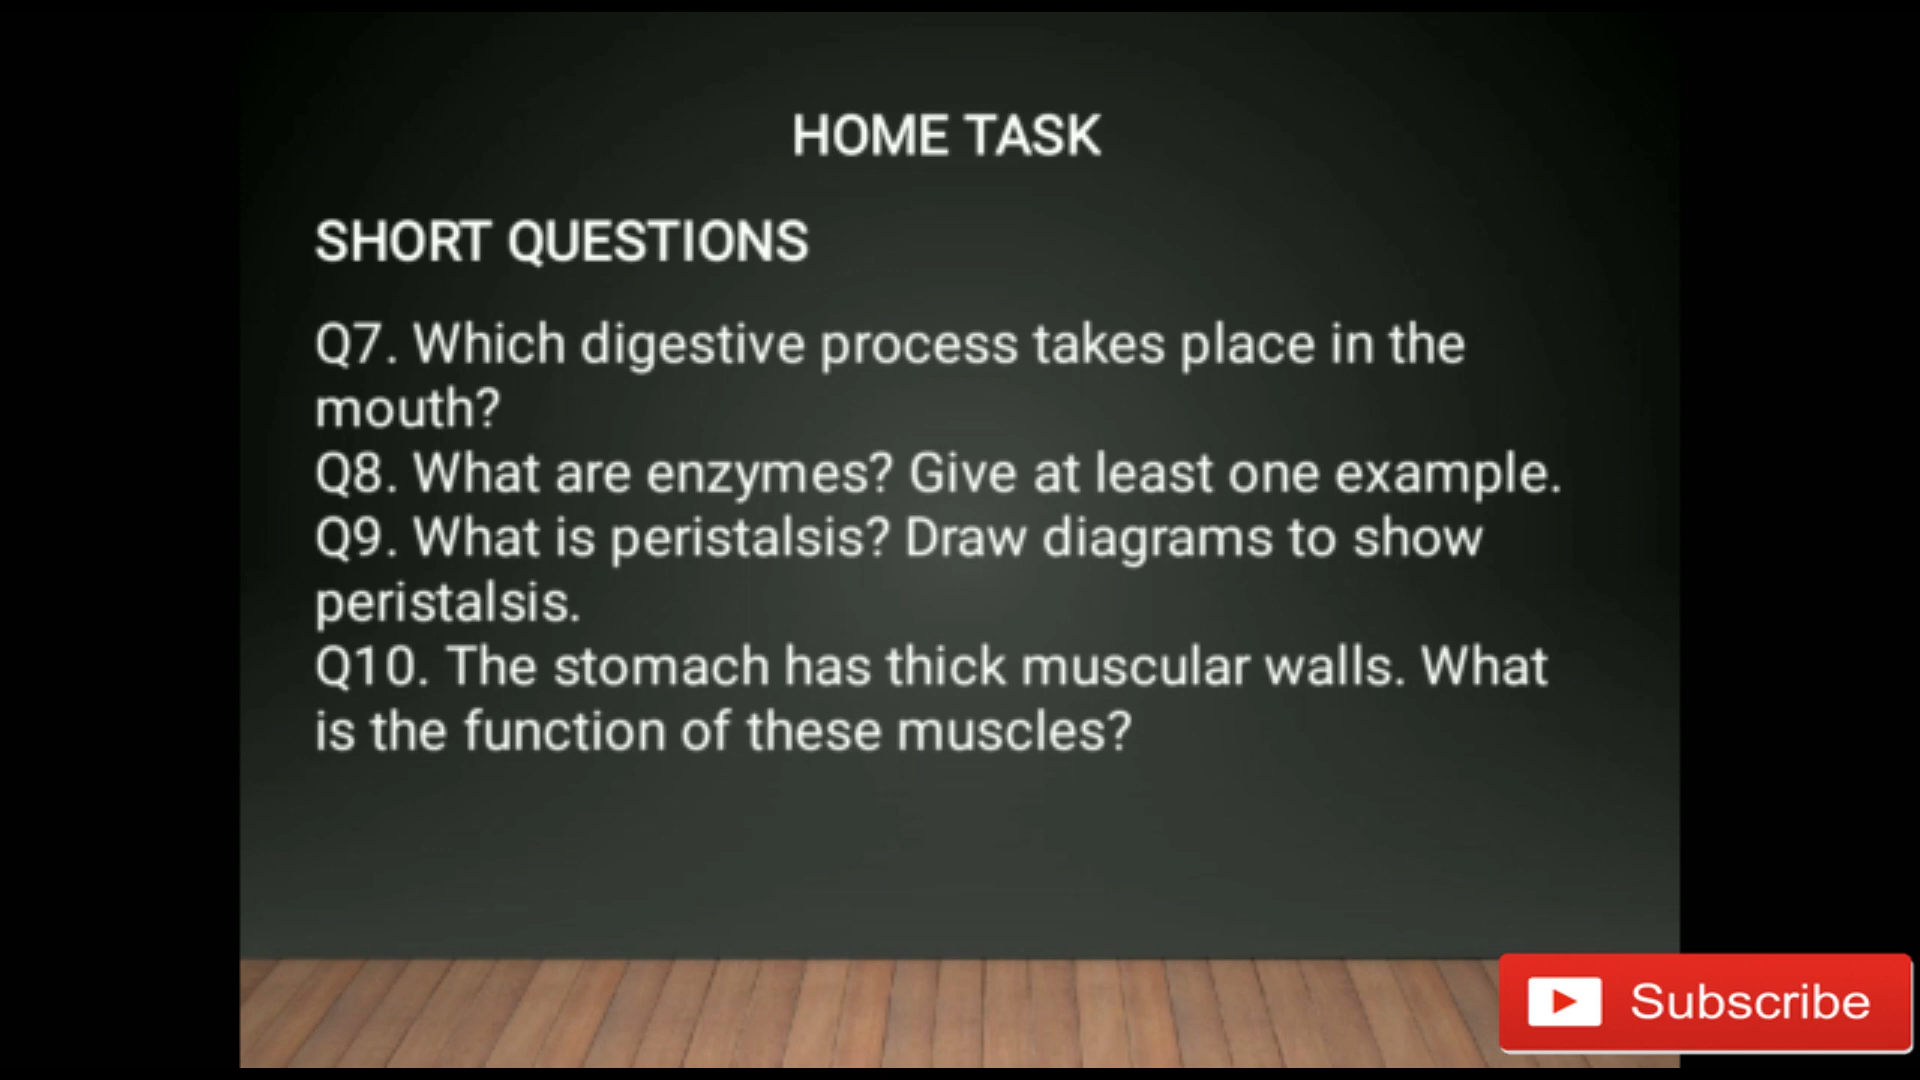 HOME TASK
SHORT QUESTIONS
Q7. Which digestive process takes place in the
mouth?
Q8. What are enzymes? Give at least one example.
Q9. What is peristalsis? Draw diagrams to show
peristalsis.
Q10. The stomach has thick muscular walls. What
is the function of these muscles?
Subscribe